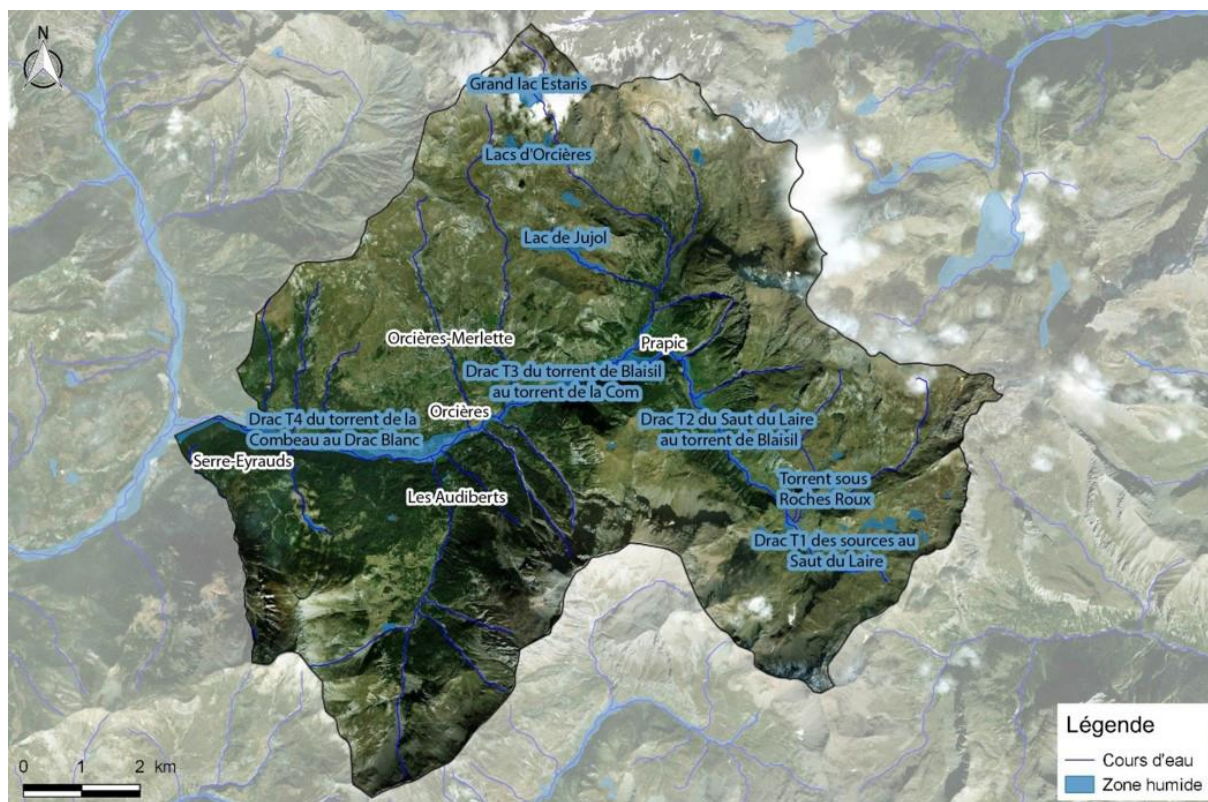 N
Grand lac Estaris
Lacs d'Orcières
Lac de Jujol
Orcières-Merlette
Prapic
Drac T3 du torrent de Blaisil
au torrent de la Com
Orcières
Drac T4 du torrent de la
Combeau au Drac Blanc
Drac T2 du Saut du Laire
au torrent de Blaisil
Serre-Eyrauds
Les Audiberts
Torrent sous
Roches Roux
Drac T1 des sources au
Saut du Laire
Légende
Cours d'eau
Zone humide
0 1 2 km